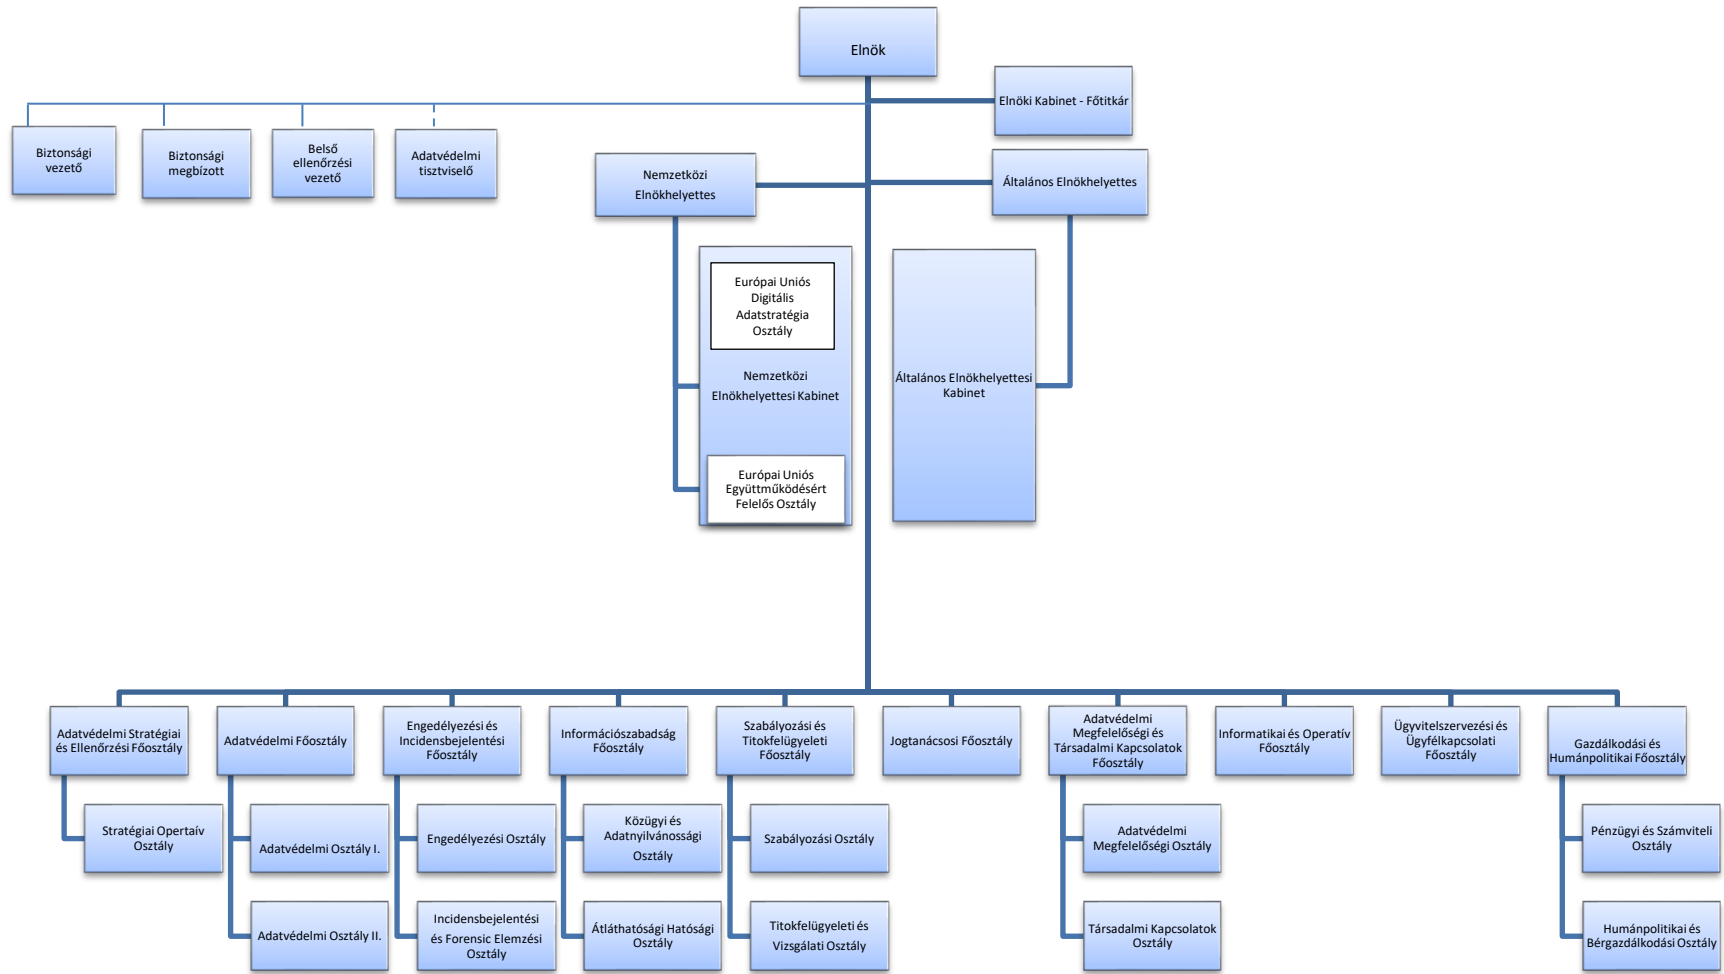 Elnök
Elnöki Kabinet - Főtitkár
Biztonsági
vezető
Biztonsági
megbízott
Belső
ellenőrzési
vezető
Adatvédelmi
tisztviselő
Nemzetközi
Elnökhelyettes
Általános Elnökhelyettes
Európai Uniós
Digitális
Adatstratégia
Osztály
Nemzetközi
Elnökhelyettesi Kabinet
Európai Uniós
Együttműködésért
Felelős Osztály
Általános Elnökhelyettesi
Kabinet
Adatvédelmi Stratégiai
és Ellenőrzési Főosztály
Adatvédelmi Főosztály
Engedélyezési és
Incidensbejelentési
Főosztály
Információszabadság
Főosztály
Szabályozási és
Titokfelügyeleti
Főosztály
Jogtanácsosi Főosztály
Adatvédelmi
Megfelelőségi és
Társadalmi Kapcsolatok
Főosztály
Informatikai és Operatív
Főosztály
Ügyvitelszervezési és
Ügyfélkapcsolati
Főosztály
Gazdálkodási és
Humánpolitikai Főosztály
Stratégiai Opertaív
Osztály
Adatvédelmi Osztály I.
Engedélyezési Osztály
Közügyi és
Adatnyilvánossági
Osztály
Szabályozási Osztály
Adatvédelmi
Megfelelőségi Osztály
Pénzügyi és Számviteli
Osztály
Adatvédelmi Osztály II.
Incidensbejelentési
és Forensic Elemzési
Osztály
Átláthatósági Hatósági
Osztály
Titokfelügyeleti és
Vizsgálati Osztály
Társadalmi Kapcsolatok
Osztály
Humánpolitikai és
Bérgazdálkodási Osztály